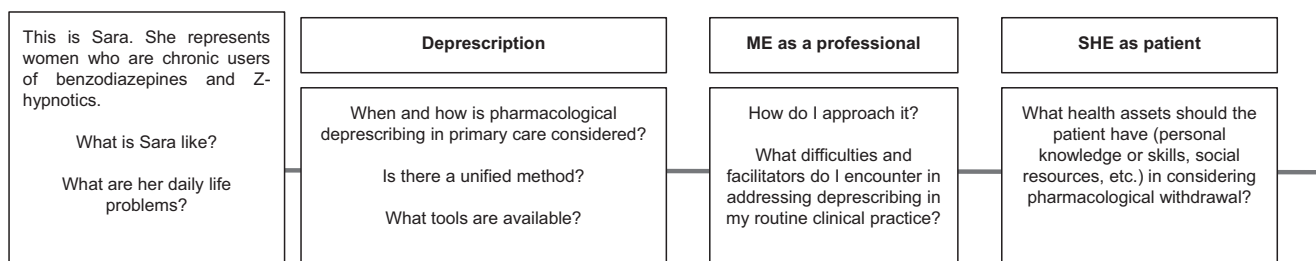 This is Sara. She represents
women who are chronic users
of benzodiazepines and Z-
hypnotics.
What is Sara like?
What are her daily life
problems?
Deprescription
When and how is pharmacological
deprescribing in primary care considered?
Is there a unified method?
What tools are available?
ME as a professional
How do I approach it?
What difficulties and
facilitators do I encounter in
addressing deprescribing in
my routine clinical practice?
SHE as patient
What health assets should the
patient have (personal
knowledge or skills, social
resources, etc.) in considering
pharmacological withdrawal?